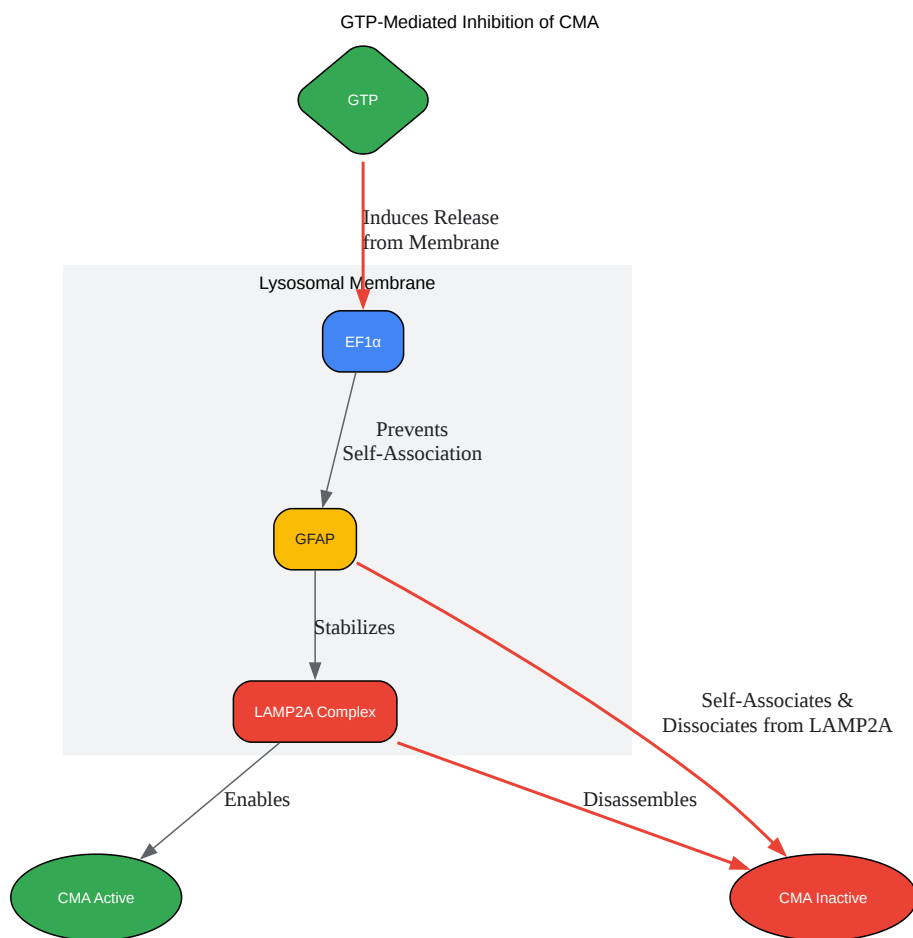 GTP-Mediated Inhibition of CMA
GTP
Induces Release
from Membrane
Lysosomal Membrane
EF1α
Prevents
Self-Association
GFAP
Stabilizes
LAMP2A Complex
Self-Associates &
Dissociates from LAMP2A
Enables
Disassembles
CMA Active
CMA Inactive